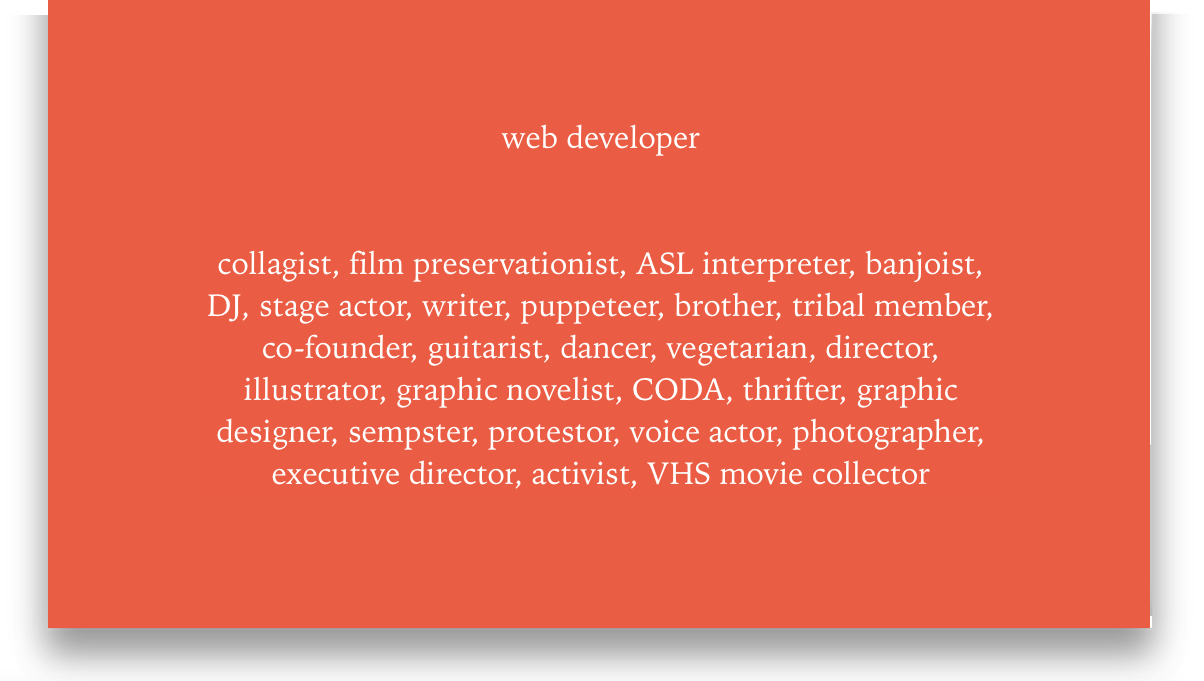 web developer
collagist, film preservationist, ASL interpreter, banjoist,
DJ, stage actor, writer, puppeteer, brother, tribal member,
co-founder, guitarist, dancer, vegetarian, director,
illustrator, graphic novelist, CODA, thrifter, graphic
designer, sempster, protestor, voice actor, photographer,
executive director, activist, VHS movie collector